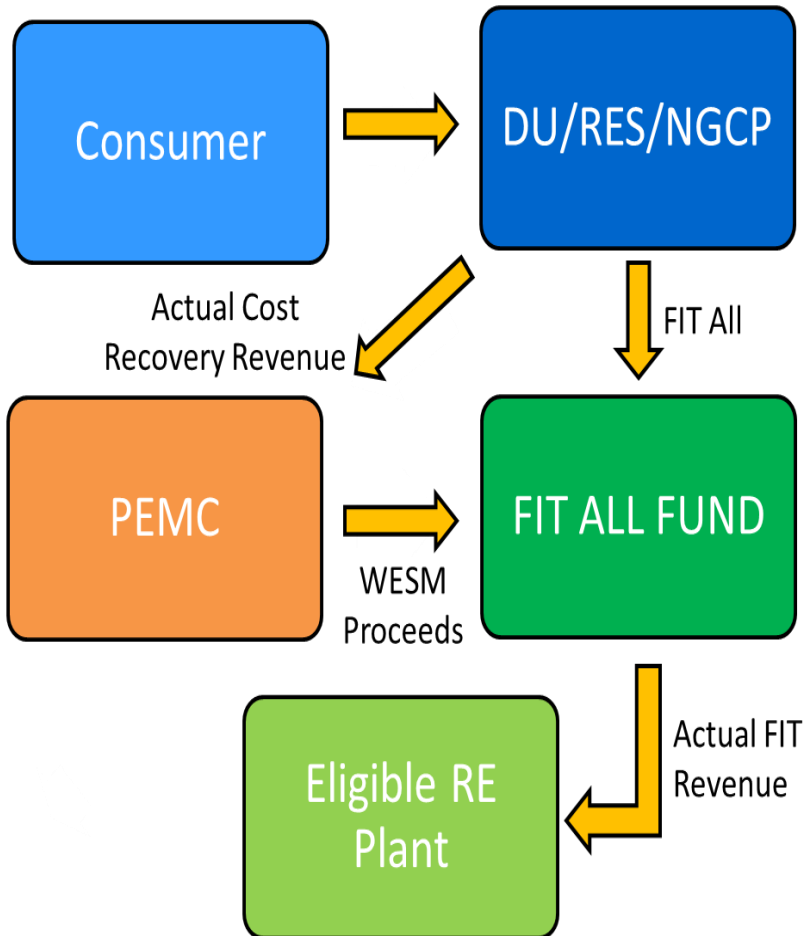 Consumer
DU/RES/NGCP
Actual Cost
Recovery Revenue
FIT All
PEMC
FIT ALL FUND
WESM
Proceeds
Eligible RE
Plant
Actual FIT
Revenue